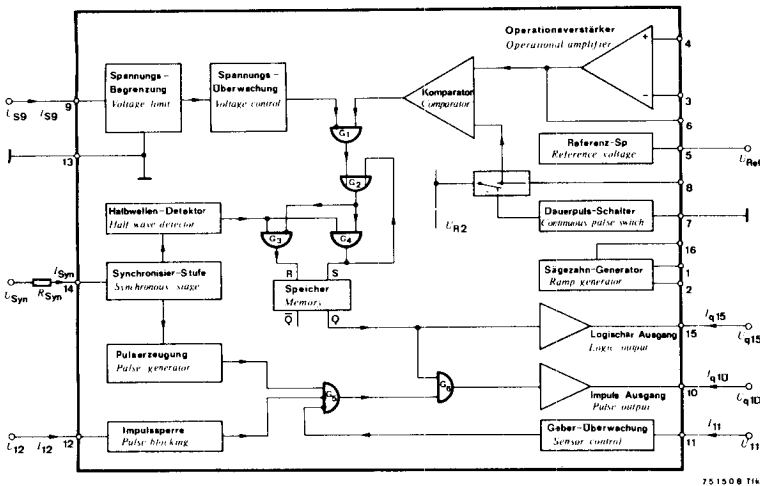 Operationsverstärker
Operational amplifier
+
4
−
3
6
Spannungs-
Begrenzung
Voltage limit
Spannungs-
Überwachung
Voltage control
Komparator
Comparator
U_S9
I_S9
9
G1
Referenz-Sp
Reference voltage
5
U_Ref
13
G2
8
U_R2
Halbwellen-Detektor
Half wave detector
Dauerpuls-Schalter
Continuous pulse switch
7
G3
G4
16
I_Syn
U_Syn
R_Syn
14
Synchronisier-Stufe
Synchronous stage
R
S
Speicher
Memory
Q̅
Q
Sägezahn-Generator
Ramp generator
1
2
I_q15
Logischer Ausgang
Logic output
15
U_q15
Pulserzeugung
Pulse generator
G5
G6
I_q10
Impuls Ausgang
Pulse output
10
U_q10
U_12
I_12
12
Impulssperre
Pulse blocking
Geber-Überwachung
Sensor control
11
I_11
U_11
751508 Tfk